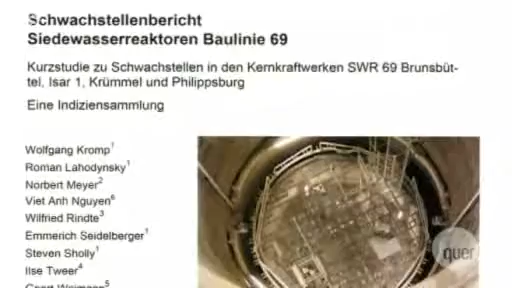 Schwachstellenbericht
Siedewasserreaktoren Baulinie 69
Kurzstudie zu Schwachstellen in den Kernkraftwerken SWR 69 Brunsbüt-
tel, Isar 1, Krümmel und Philippsburg
Eine Indiziensammlung
Wolfgang Kromp1
Roman Lahodynsky1
Norbert Meyer2
Viet Anh Nguyen6
Wilfried Rindte3
Emmerich Seidelberger1
Steven Sholly1
Ilse Tweer4
quer